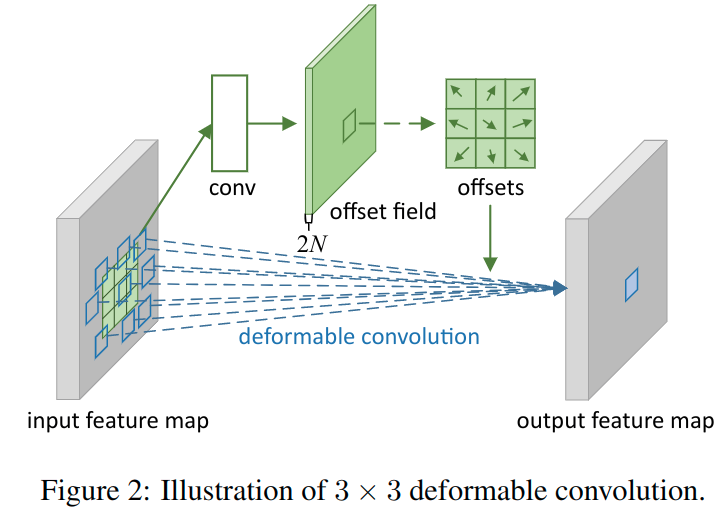 conv
offset field
offsets
2N
deformable convolution
input feature map
output feature map
Figure 2: Illustration of 3 × 3 deformable convolution.